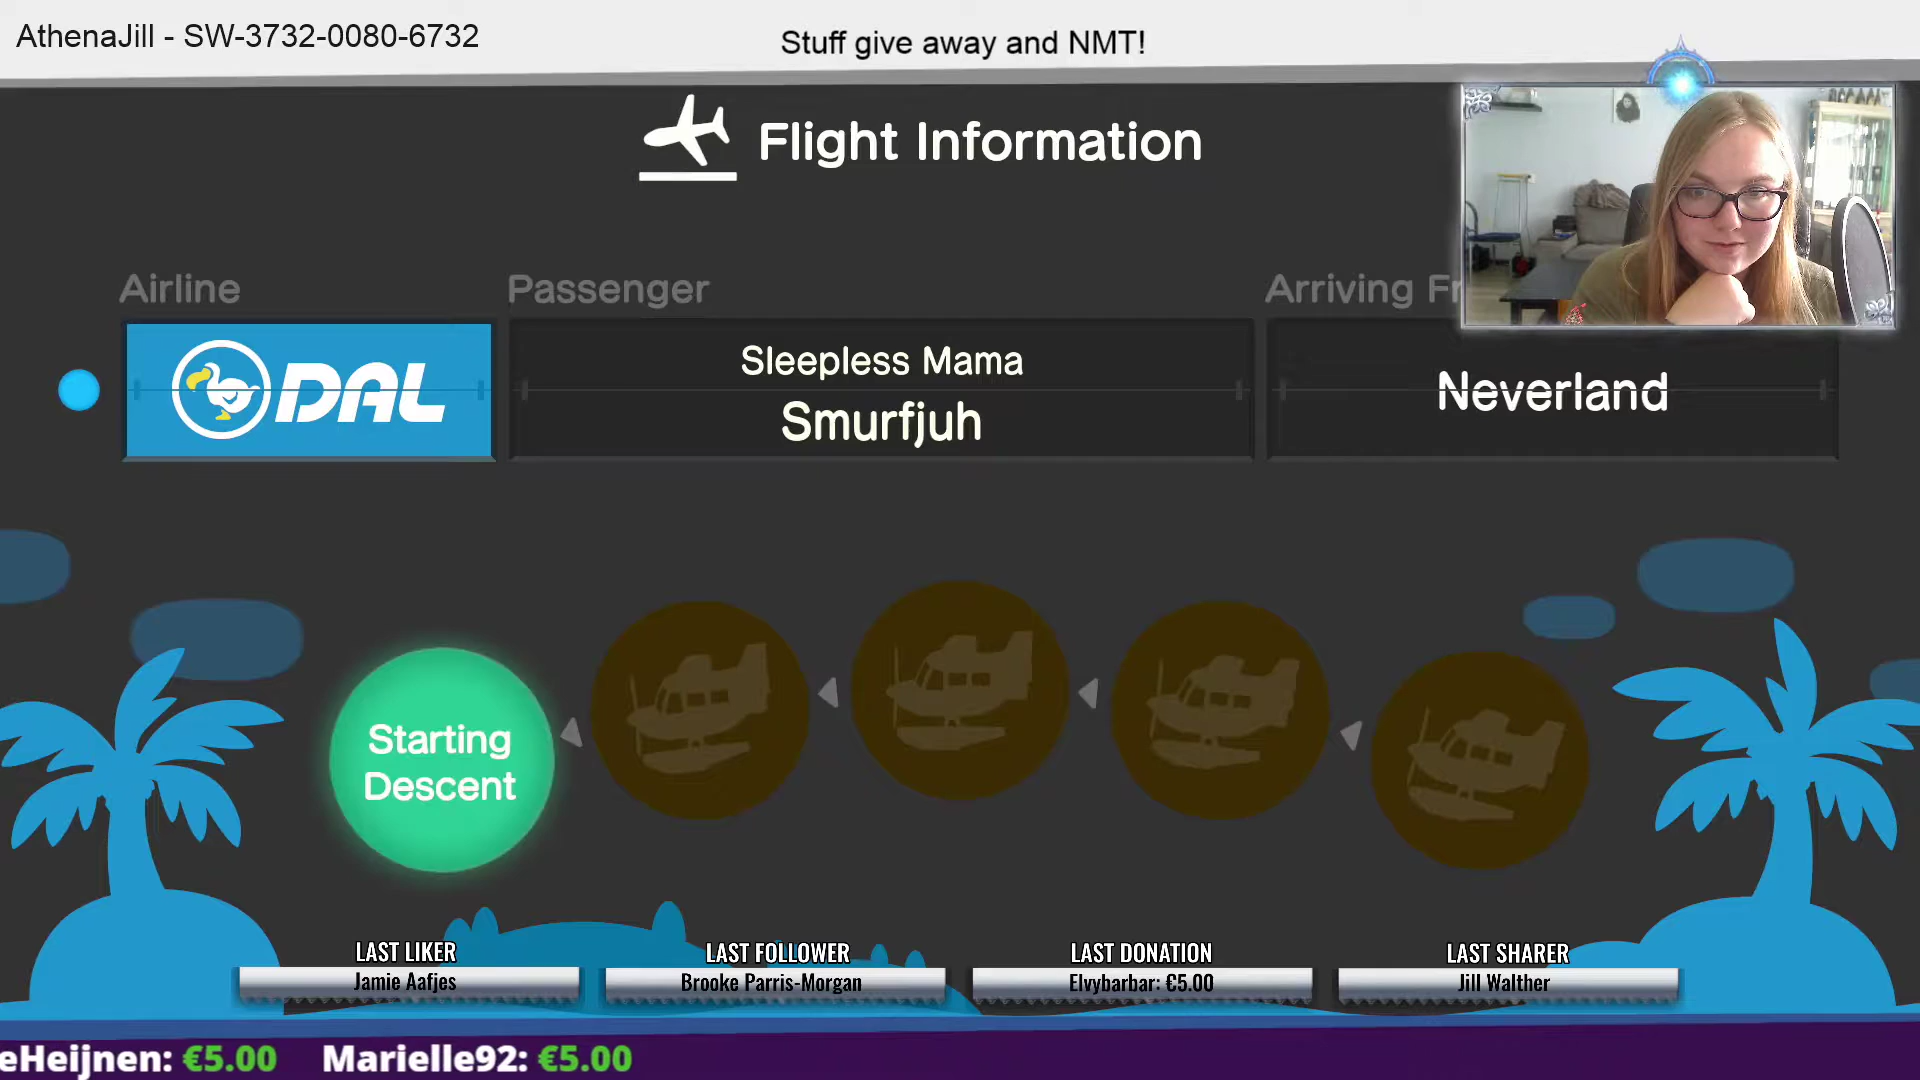 AthenaJill - SW-3732-0080-6732
Stuff give away and NMT!
Flight Information
Airline
Passenger
Arriving Fr
DAL
Sleepless Mama
Smurfjuh
Neverland
Starting
Descent
LAST LIKER
Jamie Aafjes
LAST FOLLOWER
Brooke Parris-Morgan
LAST DONATION
Elvybarbar: €5.00
LAST SHARER
Jill Walther
eHeijnen: €5.00 Marielle92: €5.00